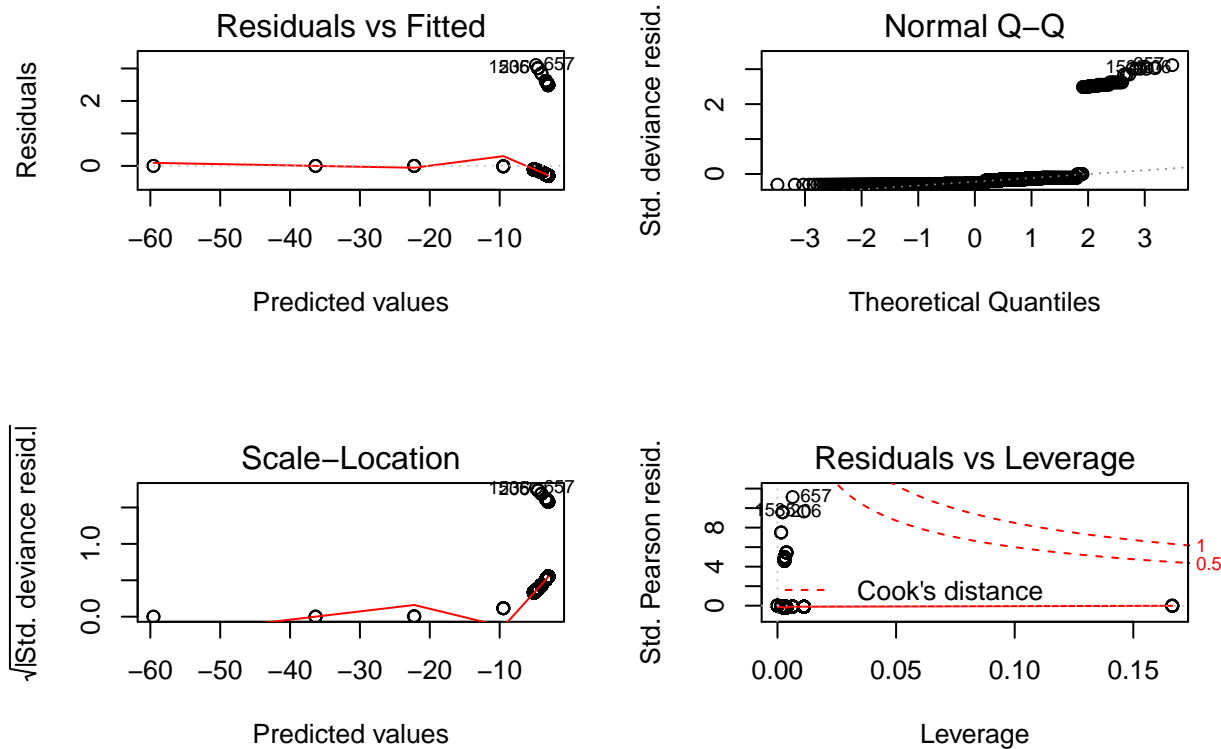 Residuals vs Fitted
Residuals
0 2
657
−60 −50 −40 −30 −20 −10
Predicted values
Normal Q−Q
Std. deviance resid.
0 2
657
−3 −2 −1 0 1 2 3
Theoretical Quantiles
Scale−Location
√|Std. deviance resid.|
0.0 1.0
657
−60 −50 −40 −30 −20 −10
Predicted values
Residuals vs Leverage
Std. Pearson resid.
0 4 8
657
1
0.5
Cook's distance
0.00 0.05 0.10 0.15
Leverage